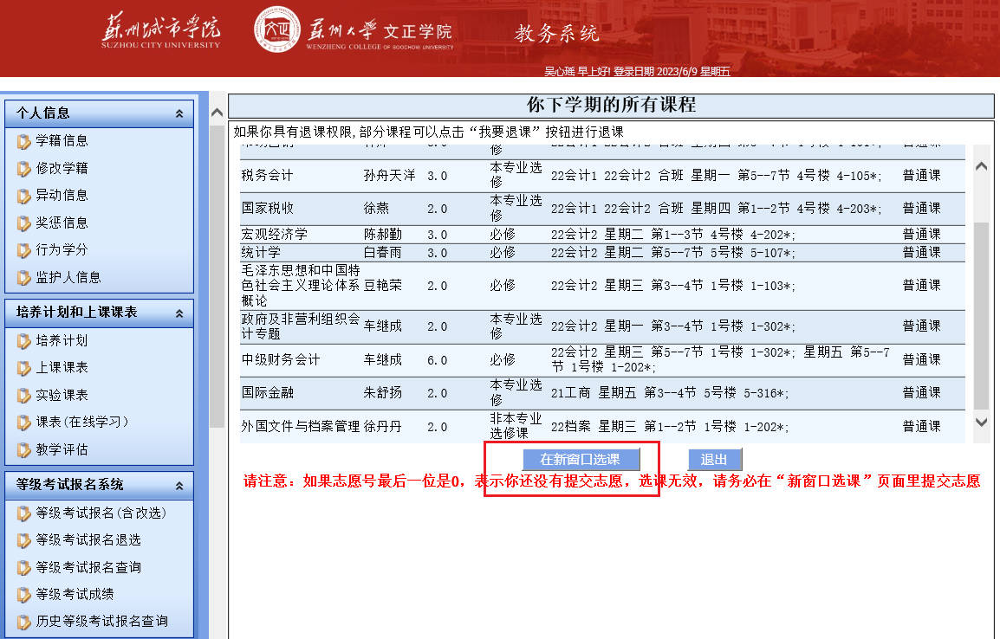 蘇州城市学院
SUZHOU CITY UNIVERSITY
蘇州大学 文正学院
WENZHENG COLLEGE OF SOOCHOW UNIVERSITY
文正
教务系统
吴心瑶 早上好! 登录日期 2023/6/9 星期五
个人信息
学籍信息
修改学籍
异动信息
奖惩信息
行为学分
监护人信息
培养计划和上课课表
培养计划
上课课表
实验课表
课表(在线学习)
教学评估
等级考试报名系统
等级考试报名(含改选)
等级考试报名退选
等级考试报名查询
等级考试成绩
历史等级考试报名查询
你下学期的所有课程
如果你具有退课权限,部分课程可以点击“我要退课”按钮进行退课
修
税务会计 孙舟天洋 3.0 本专业选修 22会计1 22会计2 合班 星期一 第5--7节 4号楼 4-105*; 普通课
国家税收 徐燕 2.0 本专业选修 22会计1 22会计2 合班 星期四 第1--2节 4号楼 4-203*; 普通课
宏观经济学 陈郝勤 3.0 必修 22会计2 星期二 第1--3节 4号楼 4-202*; 普通课
统计学 白春雨 3.0 必修 22会计2 星期二 第5--7节 5号楼 5-107*; 普通课
毛泽东思想和中国特
色社会主义理论体系 豆艳荣 2.0 必修 22会计2 星期三 第3--4节 1号楼 1-103*; 普通课
概论
政府及非营利组织会
计专题 车继成 2.0 本专业选修 22会计2 星期一 第3--4节 1号楼 1-302*; 普通课
中级财务会计 车继成 6.0 必修 22会计2 星期三 第5--7节 1号楼 1-302*; 星期五 第5--7
节 1号楼 1-202*; 普通课
国际金融 朱舒扬 2.0 本专业选修 21工商 星期五 第3--4节 5号楼 5-316*; 普通课
外国文件与档案管理 徐丹丹 2.0 非本专业选修课 22档案 星期三 第1--2节 1号楼 1-202*; 普通课
在新窗口选课 退出
请注意：如果志愿号最后一位是0，表示你还没有提交志愿，选课无效，请务必在“新窗口选课”页面里提交志愿